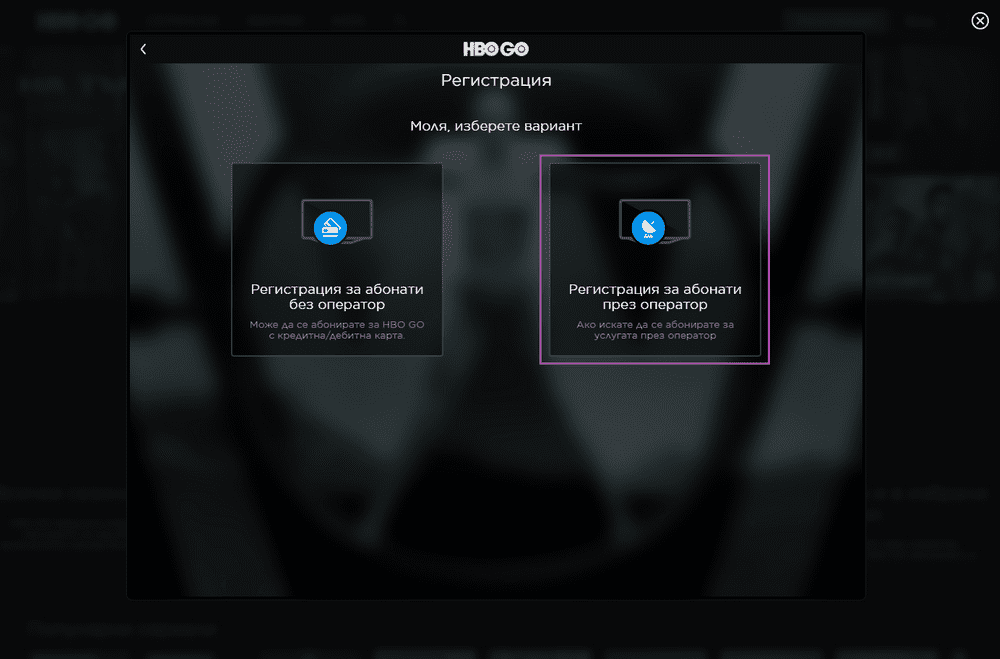 HBO GO
Регистрация
Моля, изберете вариант
Регистрация за абонати
без оператор
Може да се абонирате за HBO GO
с кредитна/дебитна карта.
Регистрация за абонати
през оператор
Ако искате да се абонирате за
услугата през оператор